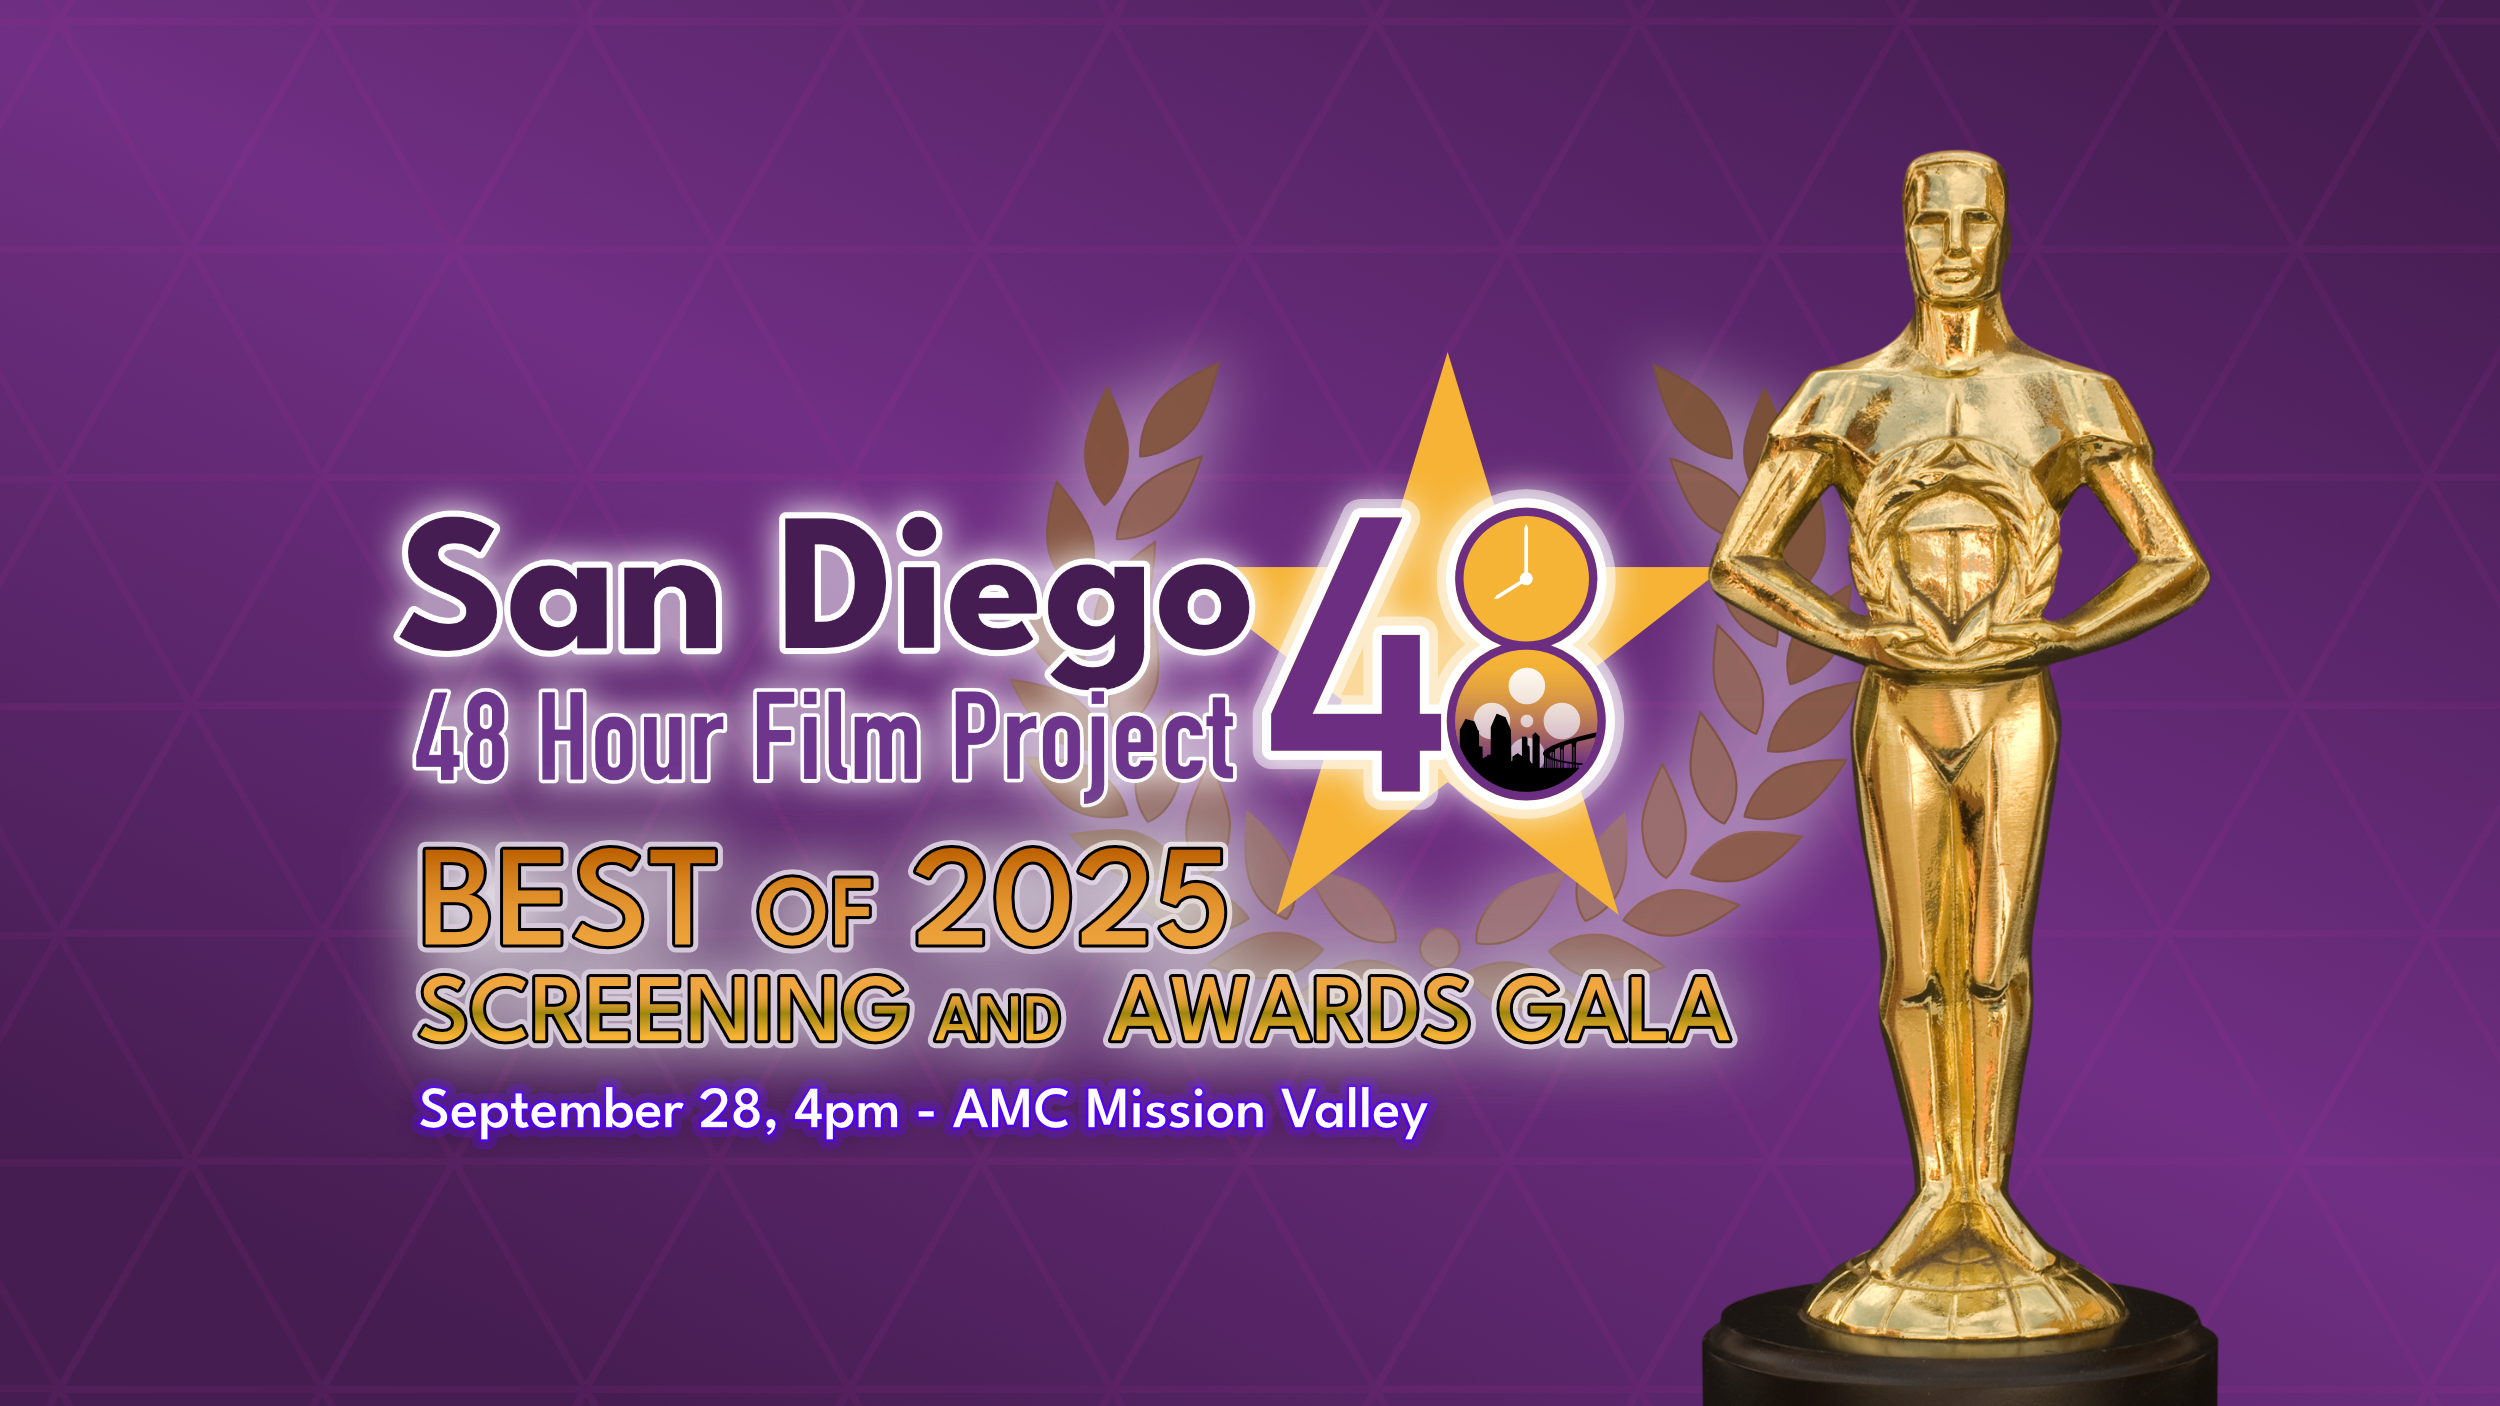 San Diego
48 Hour Film Project
48
BEST OF 2025
SCREENING AND AWARDS GALA
September 28, 4pm - AMC Mission Valley